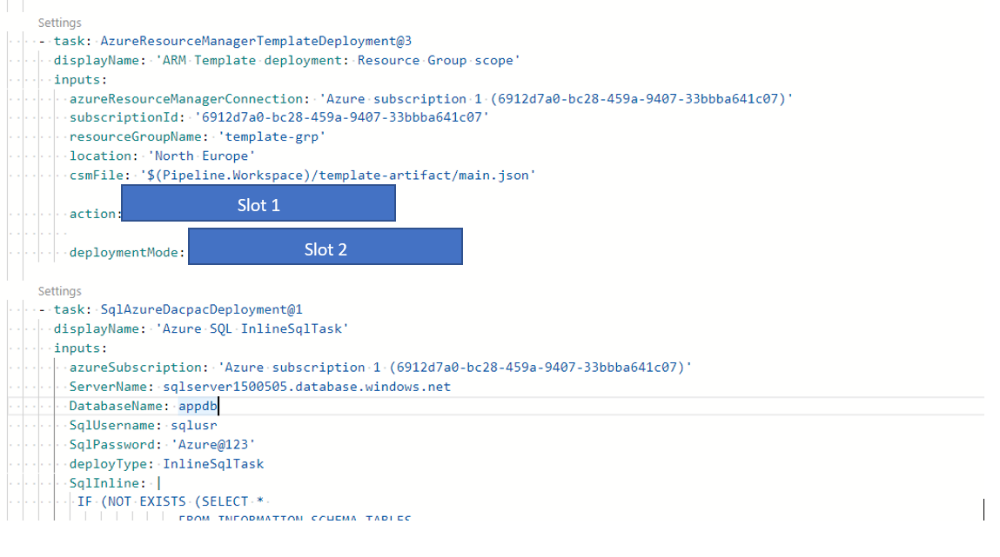 Settings
- task: AzureResourceManagerTemplateDeployment@3
displayName: 'ARM Template deployment: Resource Group scope'
inputs:
azureResourceManagerConnection: 'Azure subscription 1 (6912d7a0-bc28-459a-9407-33bbba641c07)'
subscriptionId: '6912d7a0-bc28-459a-9407-33bbba641c07'
resourceGroupName: 'template-grp'
location: 'North Europe'
csmFile: '$(Pipeline.Workspace)/template-artifact/main.json'
action: Slot 1
deploymentMode: Slot 2
Settings
- task: SqlAzureDacpacDeployment@1
displayName: 'Azure SQL InlineSqlTask'
inputs:
azureSubscription: 'Azure subscription 1 (6912d7a0-bc28-459a-9407-33bbba641c07)'
ServerName: sqlserver1500505.database.windows.net
DatabaseName: appdb
SqlUsername: sqlusr
SqlPassword: 'Azure@123'
deployType: InlineSqlTask
SqlInline: |
IF (NOT EXISTS (SELECT *
FROM INFORMATION_SCHEMA.TABLES